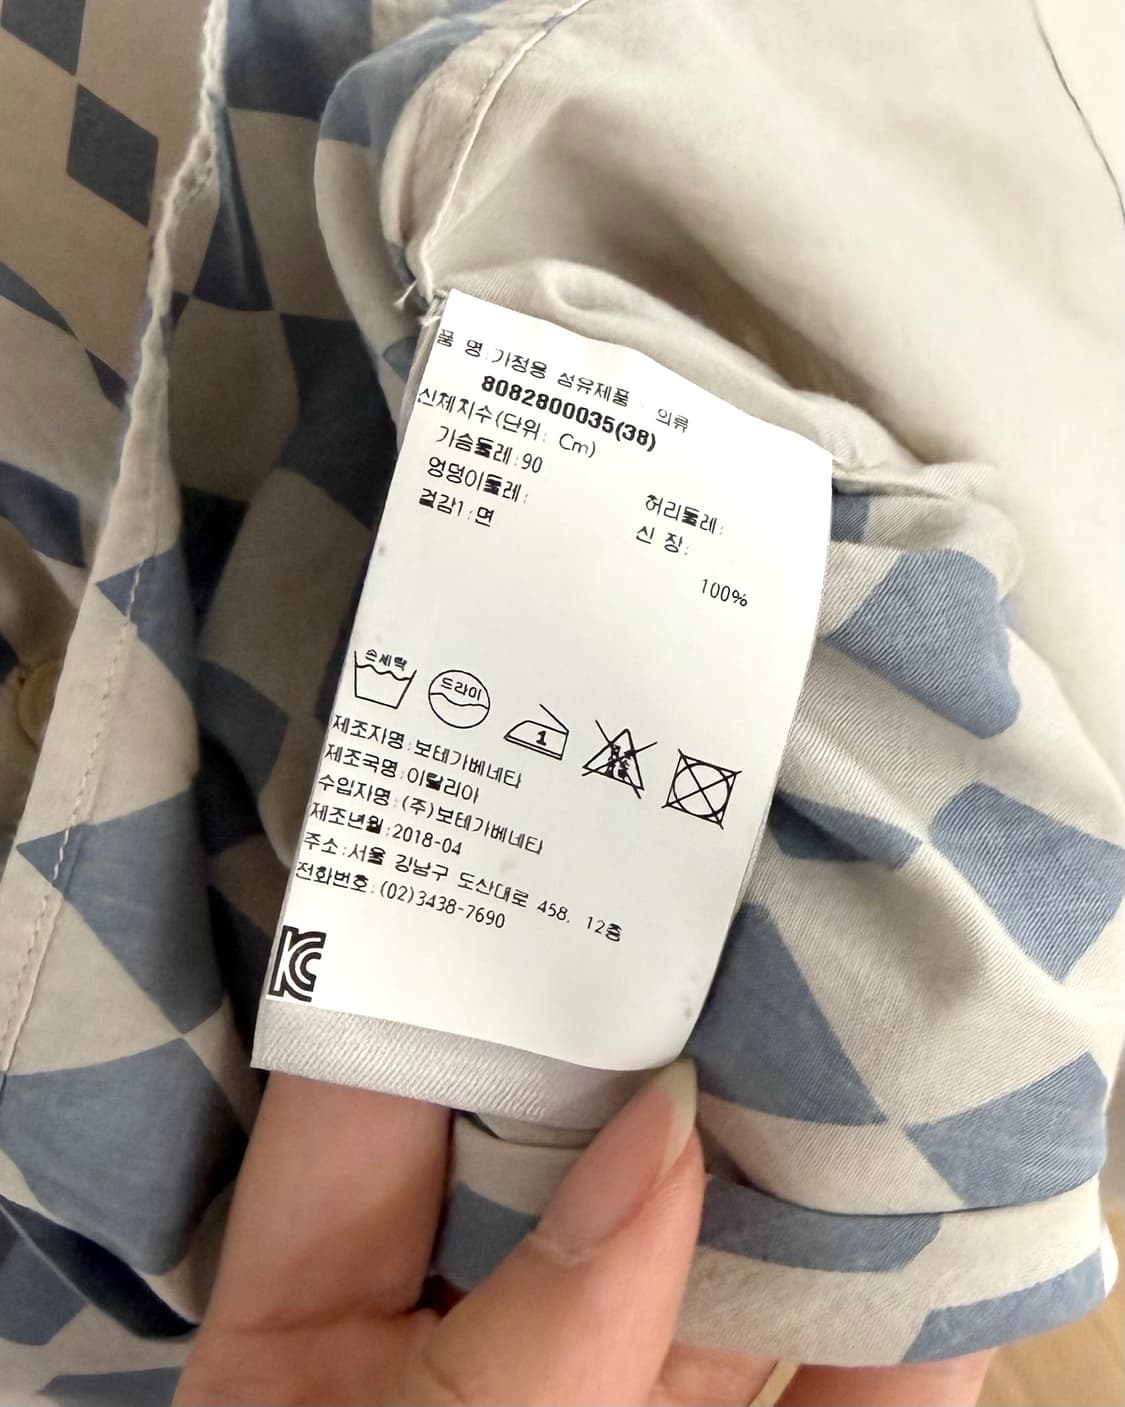 품 명:가정용 섬유제품 - 의류
8082800035(38)
신체치수(단위: Cm)
가슴둘레:90
허리둘레:
엉덩이둘레:
신 장:
겉감1:면
100%
손세탁
드라이
1
제조자명:보테가베네타
제조국명:이탈리아
수입자명:(주)보테가베네타
제조년월:2018-04
주소:서울 강남구 도산대로 458, 12층
전화번호:(02)3438-7690
KC